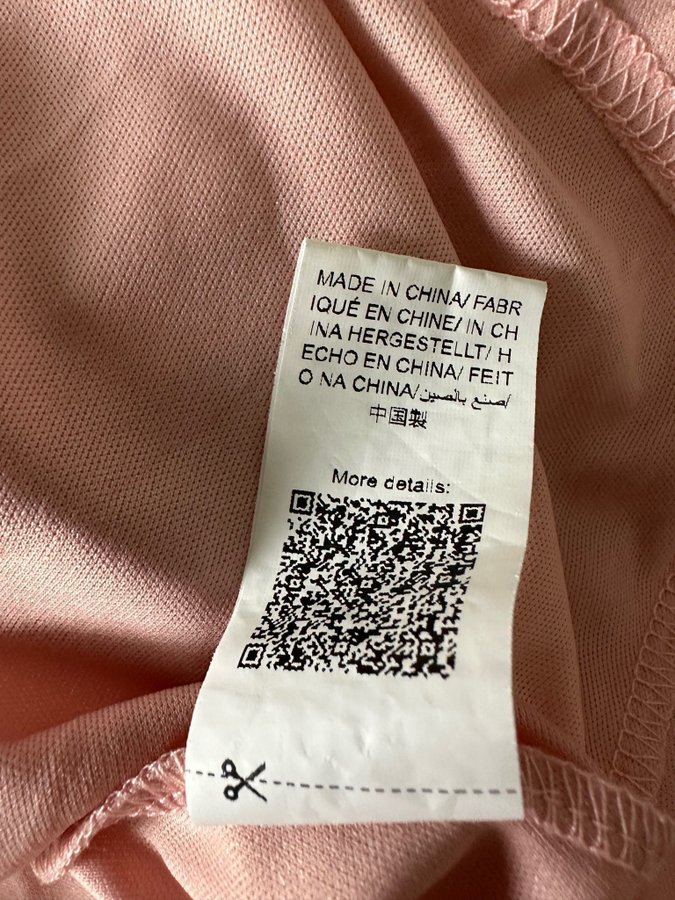 MADE IN CHINA/ FABR
IQUÉ EN CHINE/ IN CH
INA HERGESTELLT/ H
ECHO EN CHINA/ FEIT
O NA CHINA/صنع بالصين/
中国製
More details: